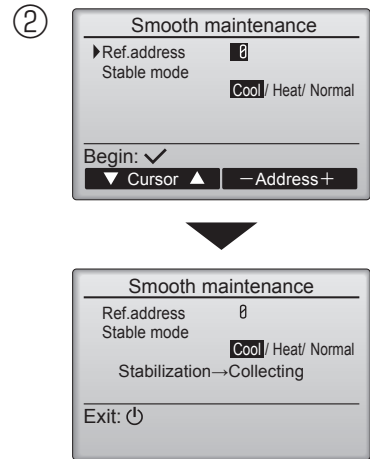 ②
Smooth maintenance
▶Ref.address 0
Stable mode
Cool / Heat/ Normal
Begin: ✓
▼ Cursor ▲ －Address＋
Smooth maintenance
Ref.address 0
Stable mode
Cool / Heat/ Normal
Stabilization→Collecting
Exit: ⏻